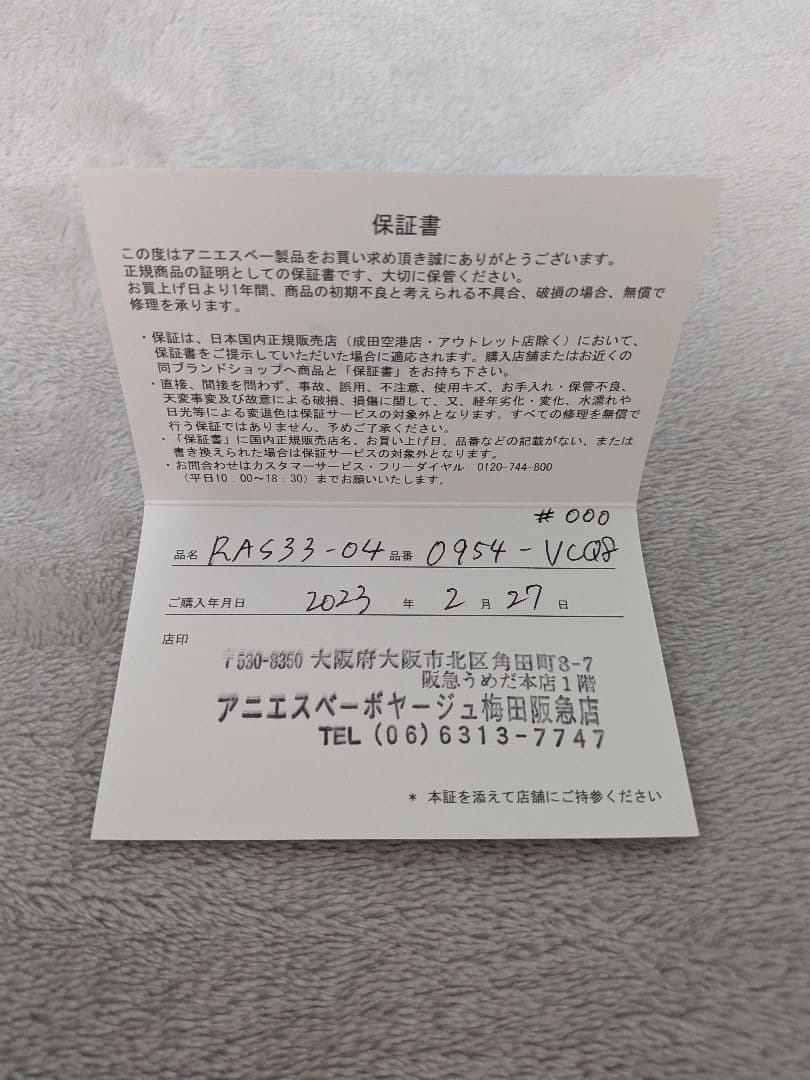 保証書
この度はアニエスベー製品をお買い求め頂き誠にありがとうございます。
正規商品の証明としての保証書です、大切に保管ください。
お買上げ日より1年間、商品の初期不良と考えられる不具合、破損の場合、無償で
修理を承ります。
・保証は、日本国内正規販売店（成田空港店・アウトレット店除く）において、
保証書をご提示していただいた場合に適応されます。購入店舗またはお近くの
同ブランドショップへ商品と「保証書」をお持ち下さい。
・直接、間接を問わず、事故、誤用、不注意、使用キズ、お手入れ・保管不良、
天変事変及び故意による破損、損傷に関して、又、経年劣化・変化、水濡れや
日光等による変退色は保証サービスの対象外となります。すべての修理を無償で
行う保証ではありません、予めご了承ください。
・「保証書」に国内正規販売店名、お買い上げ日、品番などの記載がない、または
書き換えられた場合は保証サービスの対象外となります。
・お問合わせはカスタマーサービス・フリーダイヤル 0120-744-800
（平日10：00〜18：30）までお願いいたします。
#000
品名 RAS33-04 品番 0954-VCQ8
ご購入年月日 2023 年 2 月 27 日
店印
〒530-8350 大阪府大阪市北区角田町8-7
阪急うめだ本店1階
アニエスベーボヤージュ梅田阪急店
TEL (06)6313-7747
* 本証を添えて店舗にご持参ください